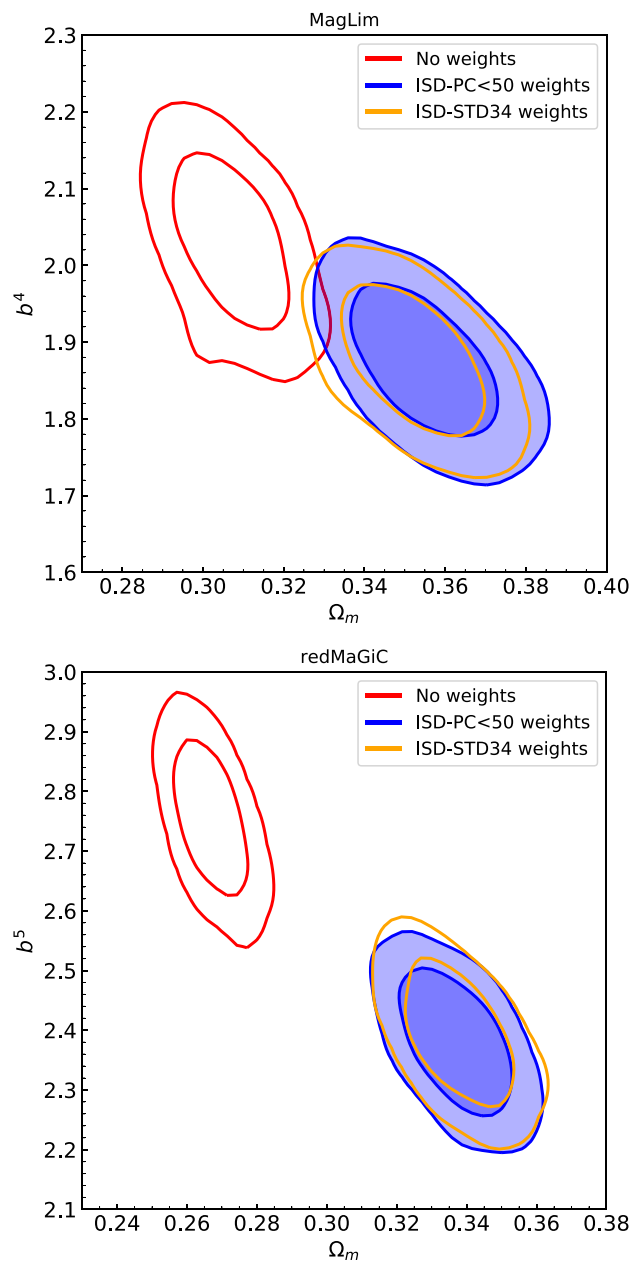 MagLim
No weights
ISD-PC<50 weights
ISD-STD34 weights
2.3
2.2
2.1
2.0
1.9
1.8
1.7
1.6
b⁴
0.28 0.30 0.32 0.34 0.36 0.38 0.40
Ωₘ
redMaGiC
No weights
ISD-PC<50 weights
ISD-STD34 weights
3.0
2.9
2.8
2.7
2.6
2.5
2.4
2.3
2.2
2.1
b⁵
0.24 0.26 0.28 0.30 0.32 0.34 0.36 0.38
Ωₘ